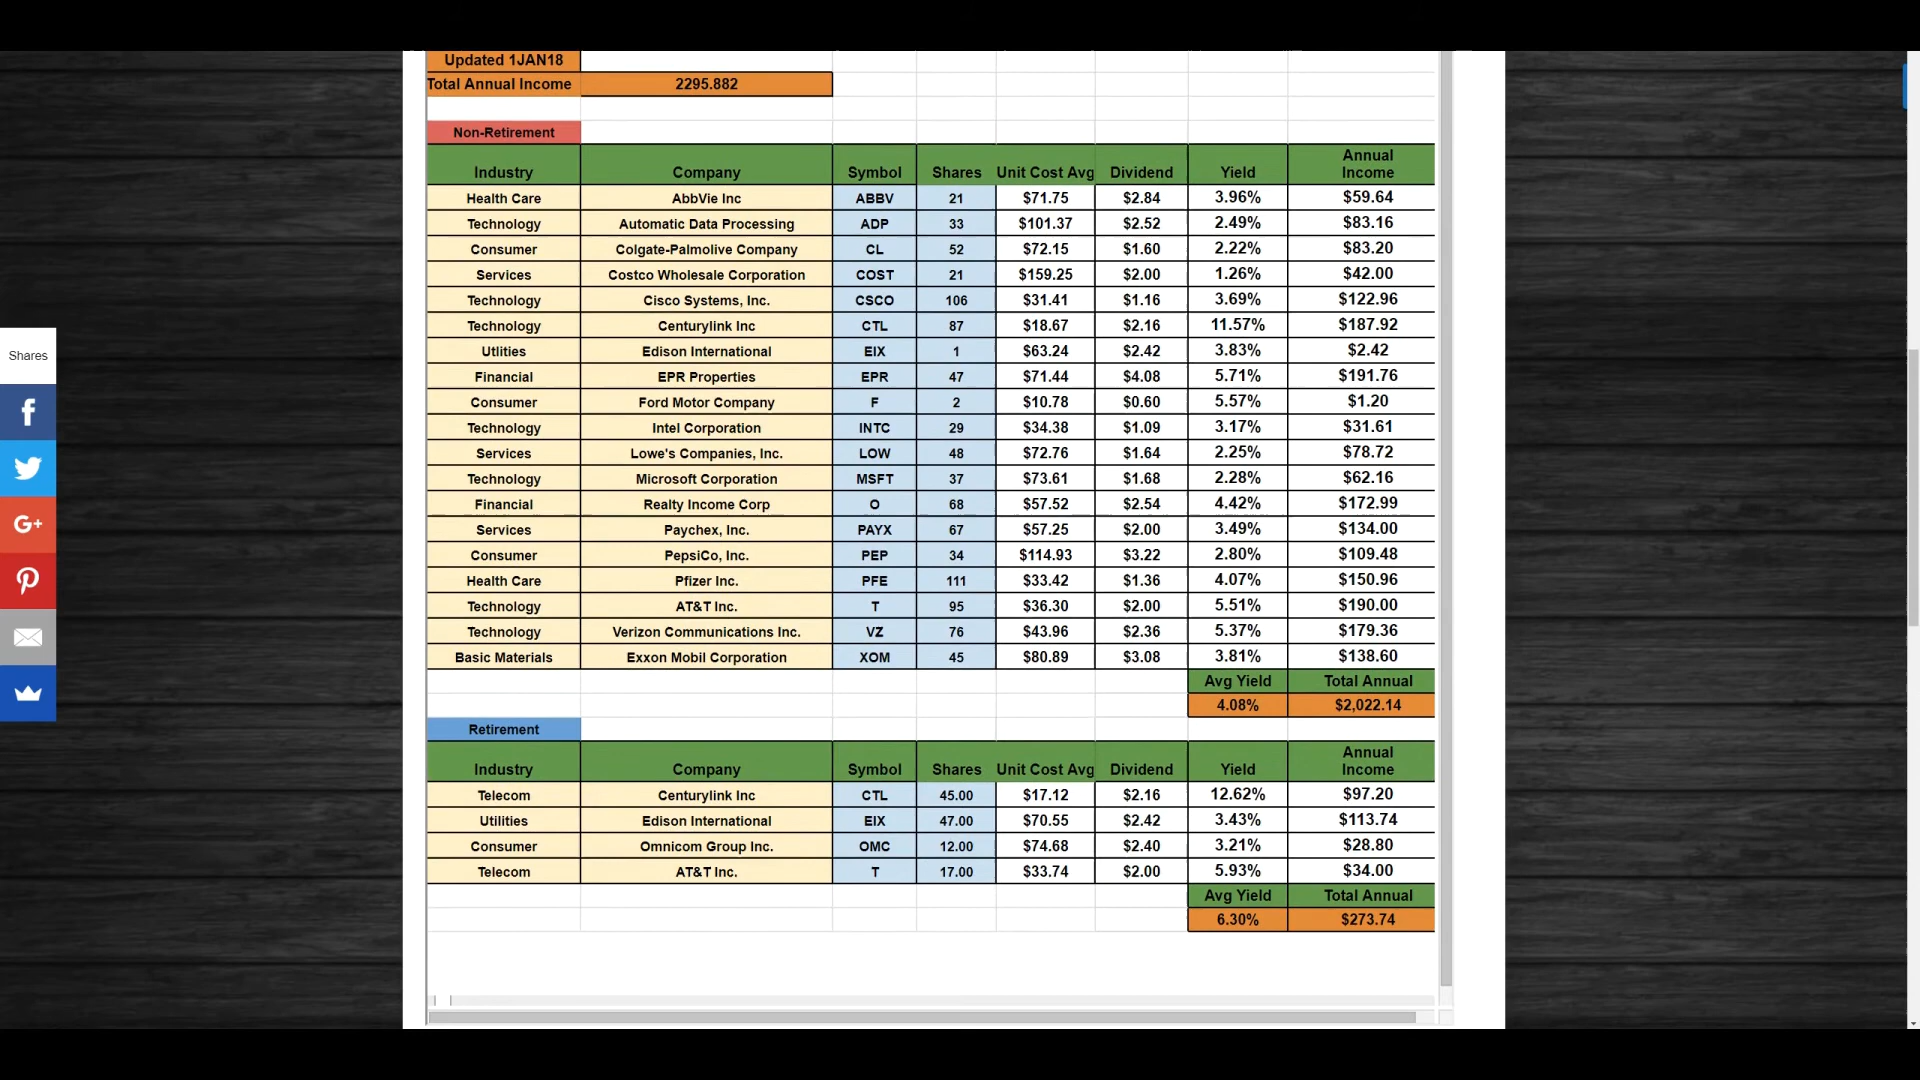 Updated 1JAN18
Total Annual Income 2295.882
Non-Retirement
Industry Company Symbol Shares Unit Cost Avg Dividend Yield Annual Income
Health Care AbbVie Inc ABBV 21 $71.75 $2.84 3.96% $59.64
Technology Automatic Data Processing ADP 33 $101.37 $2.52 2.49% $83.16
Consumer Colgate-Palmolive Company CL 52 $72.15 $1.60 2.22% $83.20
Services Costco Wholesale Corporation COST 21 $159.25 $2.00 1.26% $42.00
Technology Cisco Systems, Inc. CSCO 106 $31.41 $1.16 3.69% $122.96
Technology Centurylink Inc CTL 87 $18.67 $2.16 11.57% $187.92
Utlities Edison International EIX 1 $63.24 $2.42 3.83% $2.42
Financial EPR Properties EPR 47 $71.44 $4.08 5.71% $191.76
Consumer Ford Motor Company F 2 $10.78 $0.60 5.57% $1.20
Technology Intel Corporation INTC 29 $34.38 $1.09 3.17% $31.61
Services Lowe's Companies, Inc. LOW 48 $72.76 $1.64 2.25% $78.72
Technology Microsoft Corporation MSFT 37 $73.61 $1.68 2.28% $62.16
Financial Realty Income Corp O 68 $57.52 $2.54 4.42% $172.99
Services Paychex, Inc. PAYX 67 $57.25 $2.00 3.49% $134.00
Consumer PepsiCo, Inc. PEP 34 $114.93 $3.22 2.80% $109.48
Health Care Pfizer Inc. PFE 111 $33.42 $1.36 4.07% $150.96
Technology AT&T Inc. T 95 $36.30 $2.00 5.51% $190.00
Technology Verizon Communications Inc. VZ 76 $43.96 $2.36 5.37% $179.36
Basic Materials Exxon Mobil Corporation XOM 45 $80.89 $3.08 3.81% $138.60
Avg Yield Total Annual
4.08% $2,022.14
Retirement
Industry Company Symbol Shares Unit Cost Avg Dividend Yield Annual Income
Telecom Centurylink Inc CTL 45.00 $17.12 $2.16 12.62% $97.20
Utilities Edison International EIX 47.00 $70.55 $2.42 3.43% $113.74
Consumer Omnicom Group Inc. OMC 12.00 $74.68 $2.40 3.21% $28.80
Telecom AT&T Inc. T 17.00 $33.74 $2.00 5.93% $34.00
Avg Yield Total Annual
6.30% $273.74
Shares
f
G+